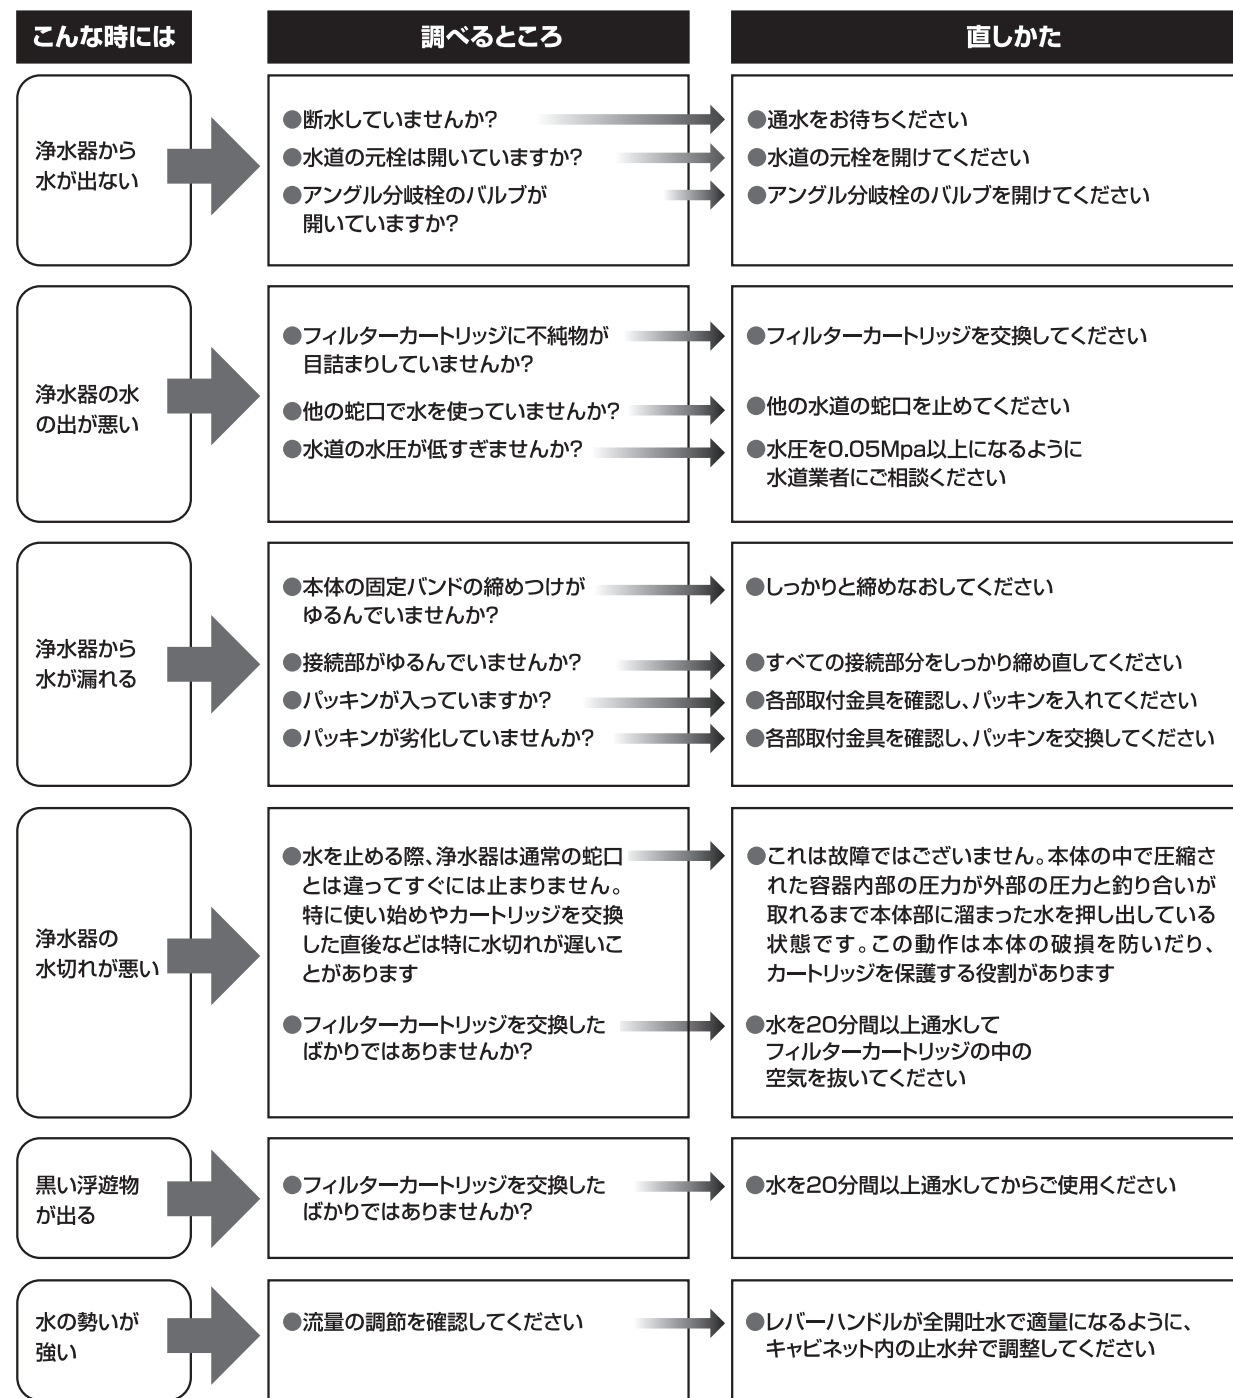 こんな時には
調べるところ
直しかた
浄水器から
水が出ない
●断水していませんか?
●通水をお待ちください
●水道の元栓は開いていますか?
●水道の元栓を開けてください
●アングル分岐栓のバルブが
開いていますか?
●アングル分岐栓のバルブを開けてください
浄水器の水
の出が悪い
●フィルターカートリッジに不純物が
目詰まりしていませんか?
●フィルターカートリッジを交換してください
●他の蛇口で水を使っていませんか?
●他の水道の蛇口を止めてください
●水道の水圧が低すぎませんか?
●水圧を0.05Mpa以上になるように
水道業者にご相談ください
浄水器から
水が漏れる
●本体の固定バンドの締めつけが
ゆるんでいませんか?
●しっかりと締めなおしてください
●接続部がゆるんでいませんか?
●すべての接続部分をしっかり締め直してください
●パッキンが入っていますか?
●各部取付金具を確認し、パッキンを入れてください
●パッキンが劣化していませんか?
●各部取付金具を確認し、パッキンを交換してください
浄水器の
水切れが悪い
●水を止める際、浄水器は通常の蛇口
とは違ってすぐには止まりません。
特に使い始めやカートリッジを交換
した直後などは特に水切れが遅いこ
とがあります
●これは故障ではございません。本体の中で圧縮さ
れた容器内部の圧力が外部の圧力と釣り合いが
取れるまで本体部に溜まった水を押し出している
状態です。この動作は本体の破損を防いだり、
カートリッジを保護する役割があります
●フィルターカートリッジを交換した
ばかりではありませんか?
●水を20分間以上通水して
フィルターカートリッジの中の
空気を抜いてください
黒い浮遊物
が出る
●フィルターカートリッジを交換した
ばかりではありませんか?
●水を20分間以上通水してからご使用ください
水の勢いが
強い
●流量の調節を確認してください
●レバーハンドルが全開吐水で適量になるように、
キャビネット内の止水弁で調整してください